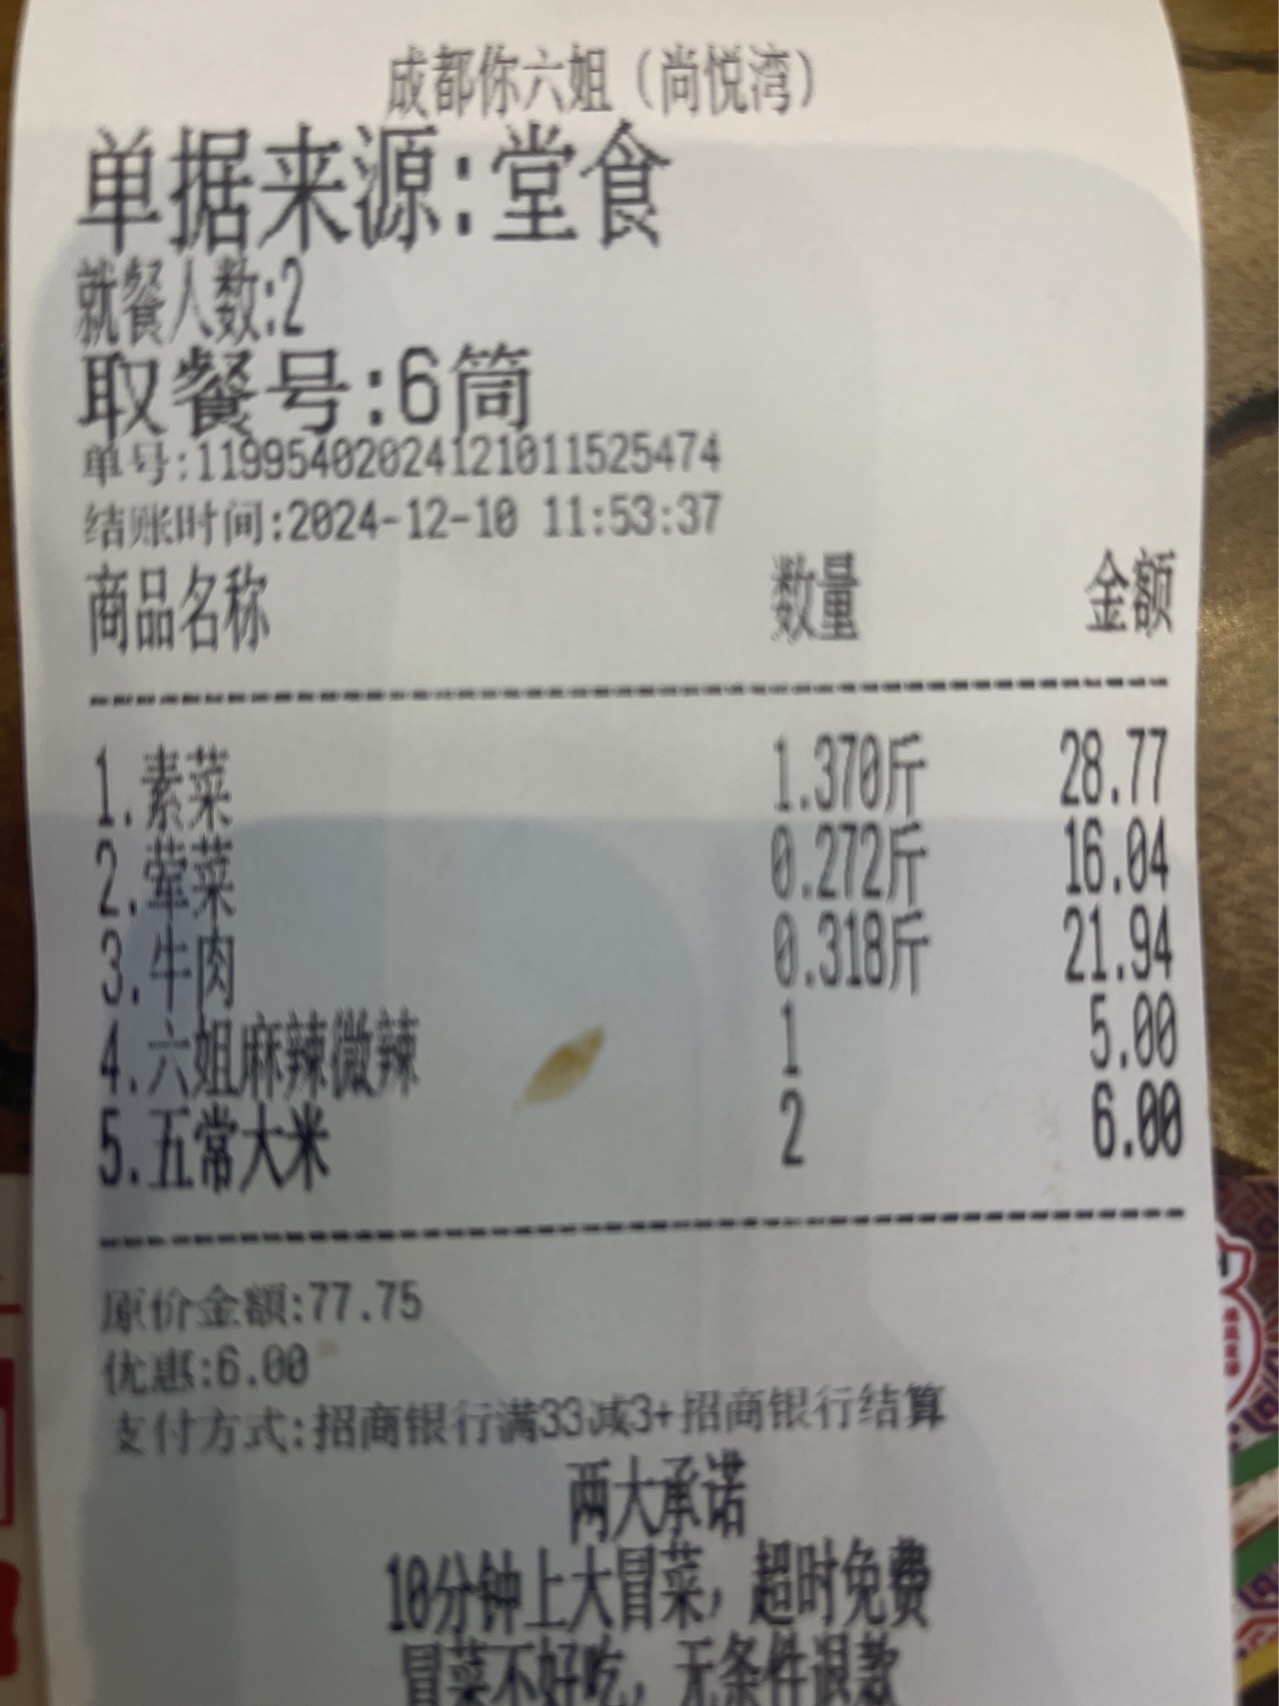 成都你六姐（尚悦湾）
单据来源:堂食
就餐人数:2
取餐号:6筒
单号:11995402024121011525474
结账时间:2024-12-10 11:53:37
商品名称 数量 金额
1.素菜 1.370斤 28.77
2.荤菜 0.272斤 16.04
3.牛肉 0.318斤 21.94
4.六姐麻辣微辣 1 5.00
5.五常大米 2 6.00
原价金额:77.75
优惠:6.00
支付方式:招商银行满33减3+招商银行结算
两大承诺
10分钟上大冒菜，超时免费
冒菜不好吃，无条件退款